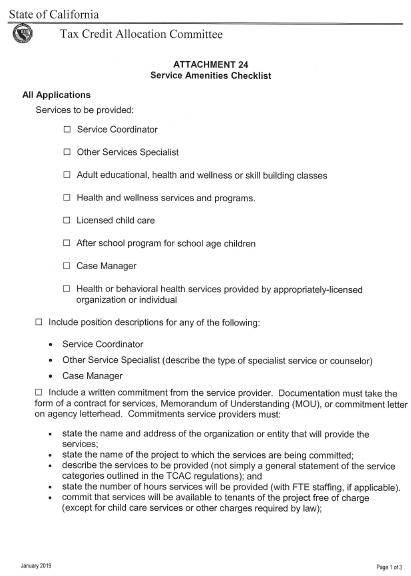 State of California
Tax Credit Allocation Committee
ATTACHMENT 24
Service Amenities Checklist
All Applications
Services to be provided:
☐ Service Coordinator
☐ Other Services Specialist
☐ Adult educational, health and wellness or skill building classes
☐ Health and wellness services and programs.
☐ Licensed child care
☐ After school program for school age children
☐ Case Manager
☐ Health or behavioral health services provided by appropriately-licensed
organization or individual
☐ Include position descriptions for any of the following:
• Service Coordinator
• Other Service Specialist (describe the type of specialist service or counselor)
• Case Manager
☐ Include a written commitment from the service provider. Documentation must take the
form of a contract for services, Memorandum of Understanding (MOU), or commitment letter
on agency letterhead. Commitments service providers must:
• state the name and address of the organization or entity that will provide the
services;
• state the name of the project to which the services are being committed;
• describe the services to be provided (not simply a general statement of the service
categories outlined in the TCAC regulations); and
• state the number of hours services will be provided (with FTE staffing, if applicable).
• commit that services will be available to tenants of the project free of charge
(except for child care services or other charges required by law);
January 2019
Page 1 of 3